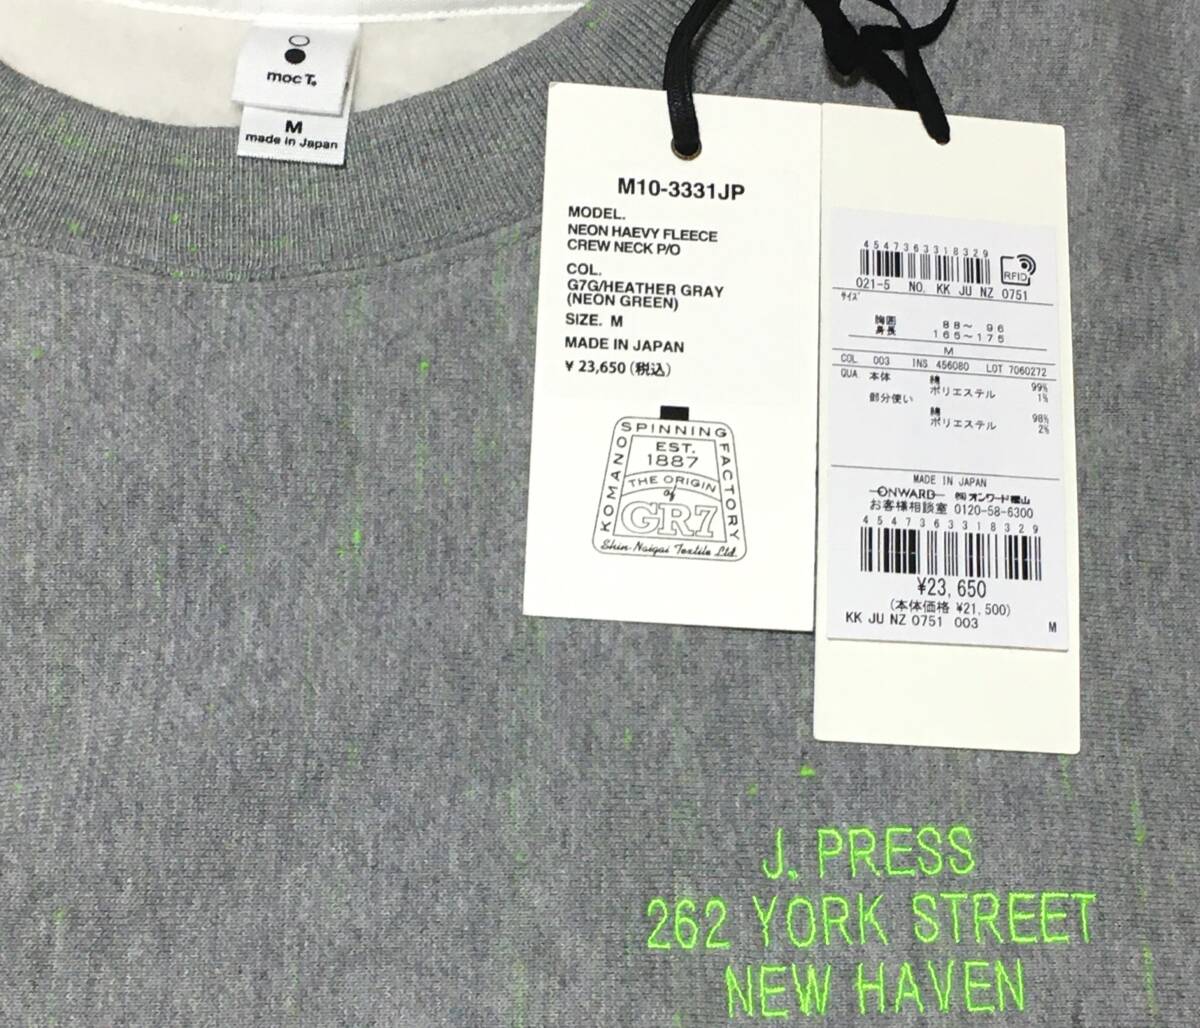 moc T.
M
made in Japan
M10-3331JP
MODEL.
NEON HAEVY FLEECE
CREW NECK P/O
COL.
G7G/HEATHER GRAY
(NEON GREEN)
SIZE. M
MADE IN JAPAN
¥ 23,650 (税込)
KOMANO SPINNING FACTORY
EST.
1887
THE ORIGIN
of
GR7
Shin-Naigai Textile Ltd.
4547363318329
RFID
021-5 NO. KK JU NZ 0751
サイズ
胸囲 88～ 96
身長 165～175
M
COL 003 INS 456080 LOT 7060272
QUA. 本体 綿 99%
ポリエステル 1%
部分使い 綿 98%
ポリエステル 2%
MADE IN JAPAN
ONWARD ㈱オンワード樫山
お客様相談室 0120-58-6300
4547363318329
¥23,650
(本体価格 ¥21,500)
KK JU NZ 0751 003 M
J. PRESS
262 YORK STREET
NEW HAVEN